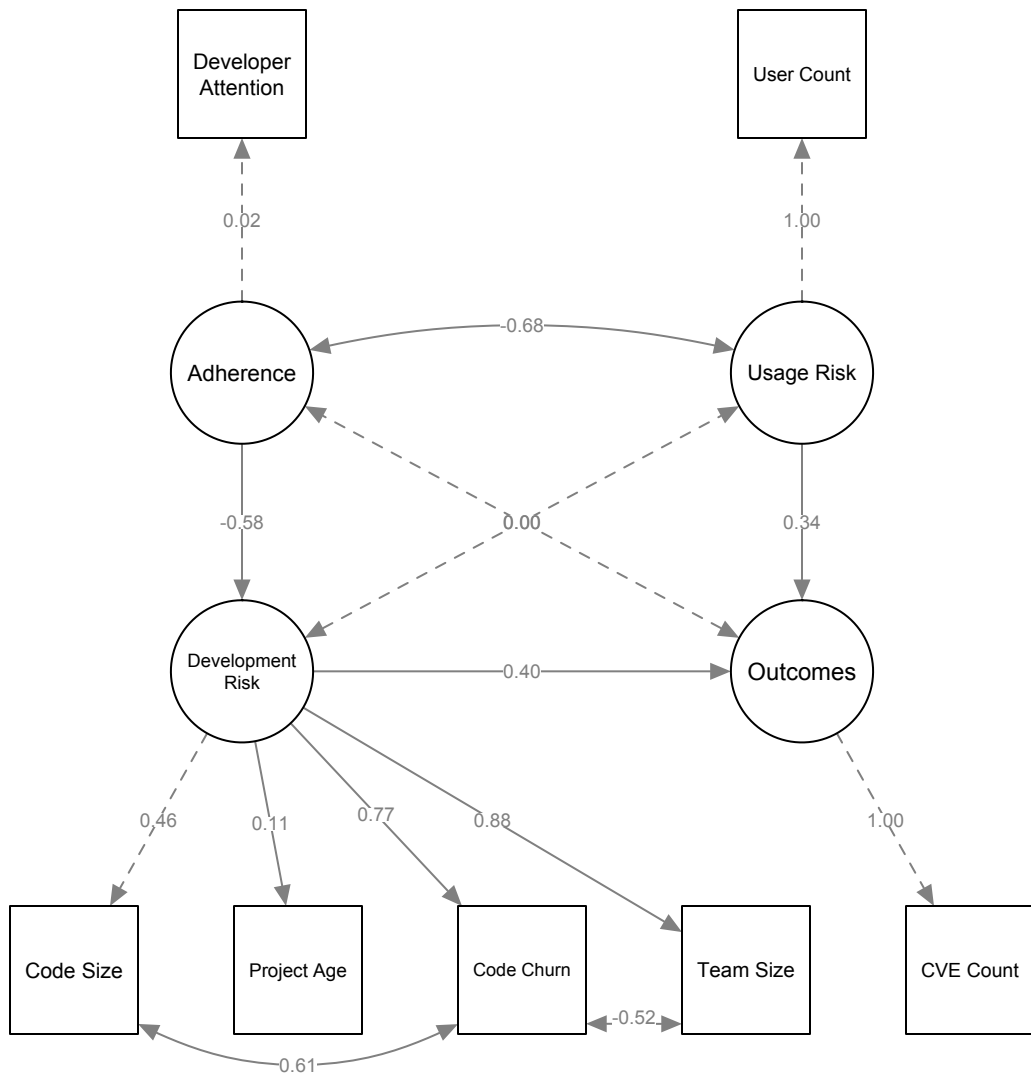 Developer
Attention
User Count
0.02
1.00
-0.68
Adherence
Usage Risk
-0.58
0.00
0.34
Development
Risk
0.40
Outcomes
0.46
0.11
0.77
0.88
1.00
Code Size
Project Age
Code Churn
Team Size
CVE Count
-0.52
0.61